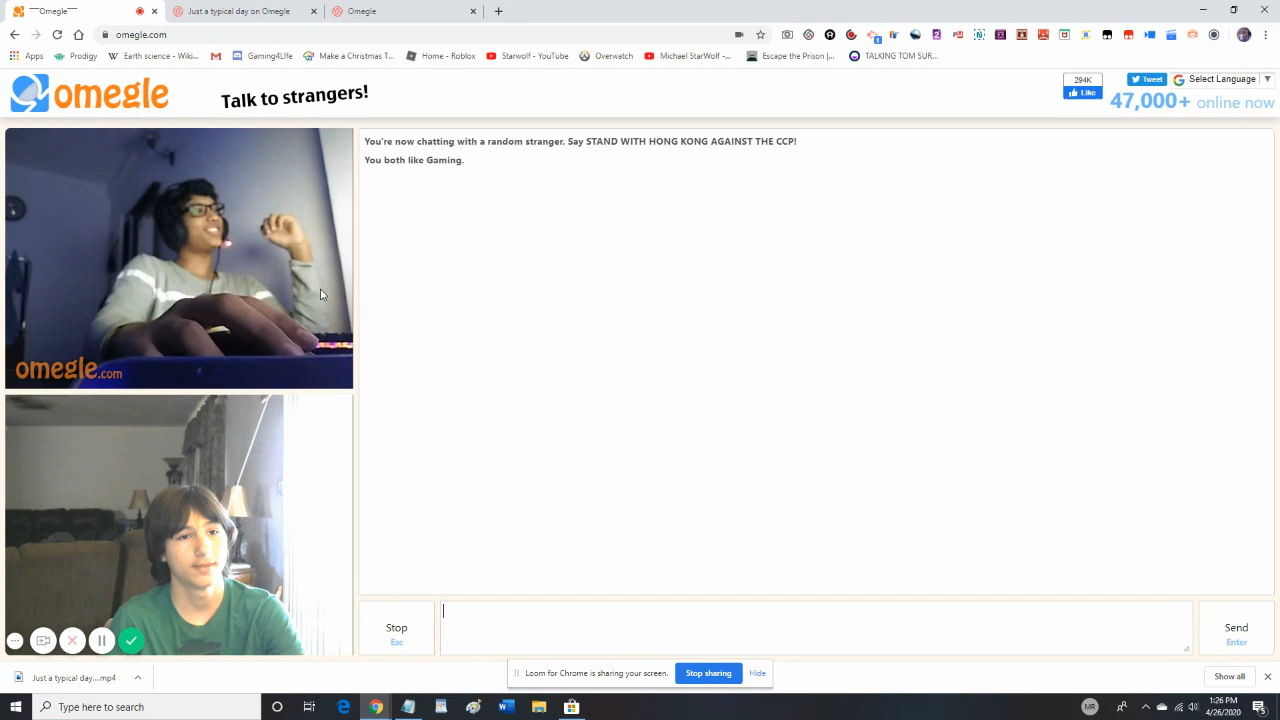 """Omegle"""
Just a typical day on Omegle
Omegle
omegle.com
Apps
Prodigy
Earth science - Wiki...
Gaming4Life
Make a Christmas T...
Home - Roblox
Starwolf - YouTube
Overwatch
Michael StarWolf -...
Escape the Prison |...
TALKING TOM SUR...
omegle
Talk to strangers!
294K
Like
Tweet
Select Language
47,000+ online now
You're now chatting with a random stranger. Say STAND WITH HONG KONG AGAINST THE CCP!
You both like Gaming.
omegle.com
Stop
Esc
Send
Enter
Just a typical day....mp4
Loom for Chrome is sharing your screen.
Stop sharing
Hide
Show all
Type here to search
MR
1:26 PM
4/26/2020